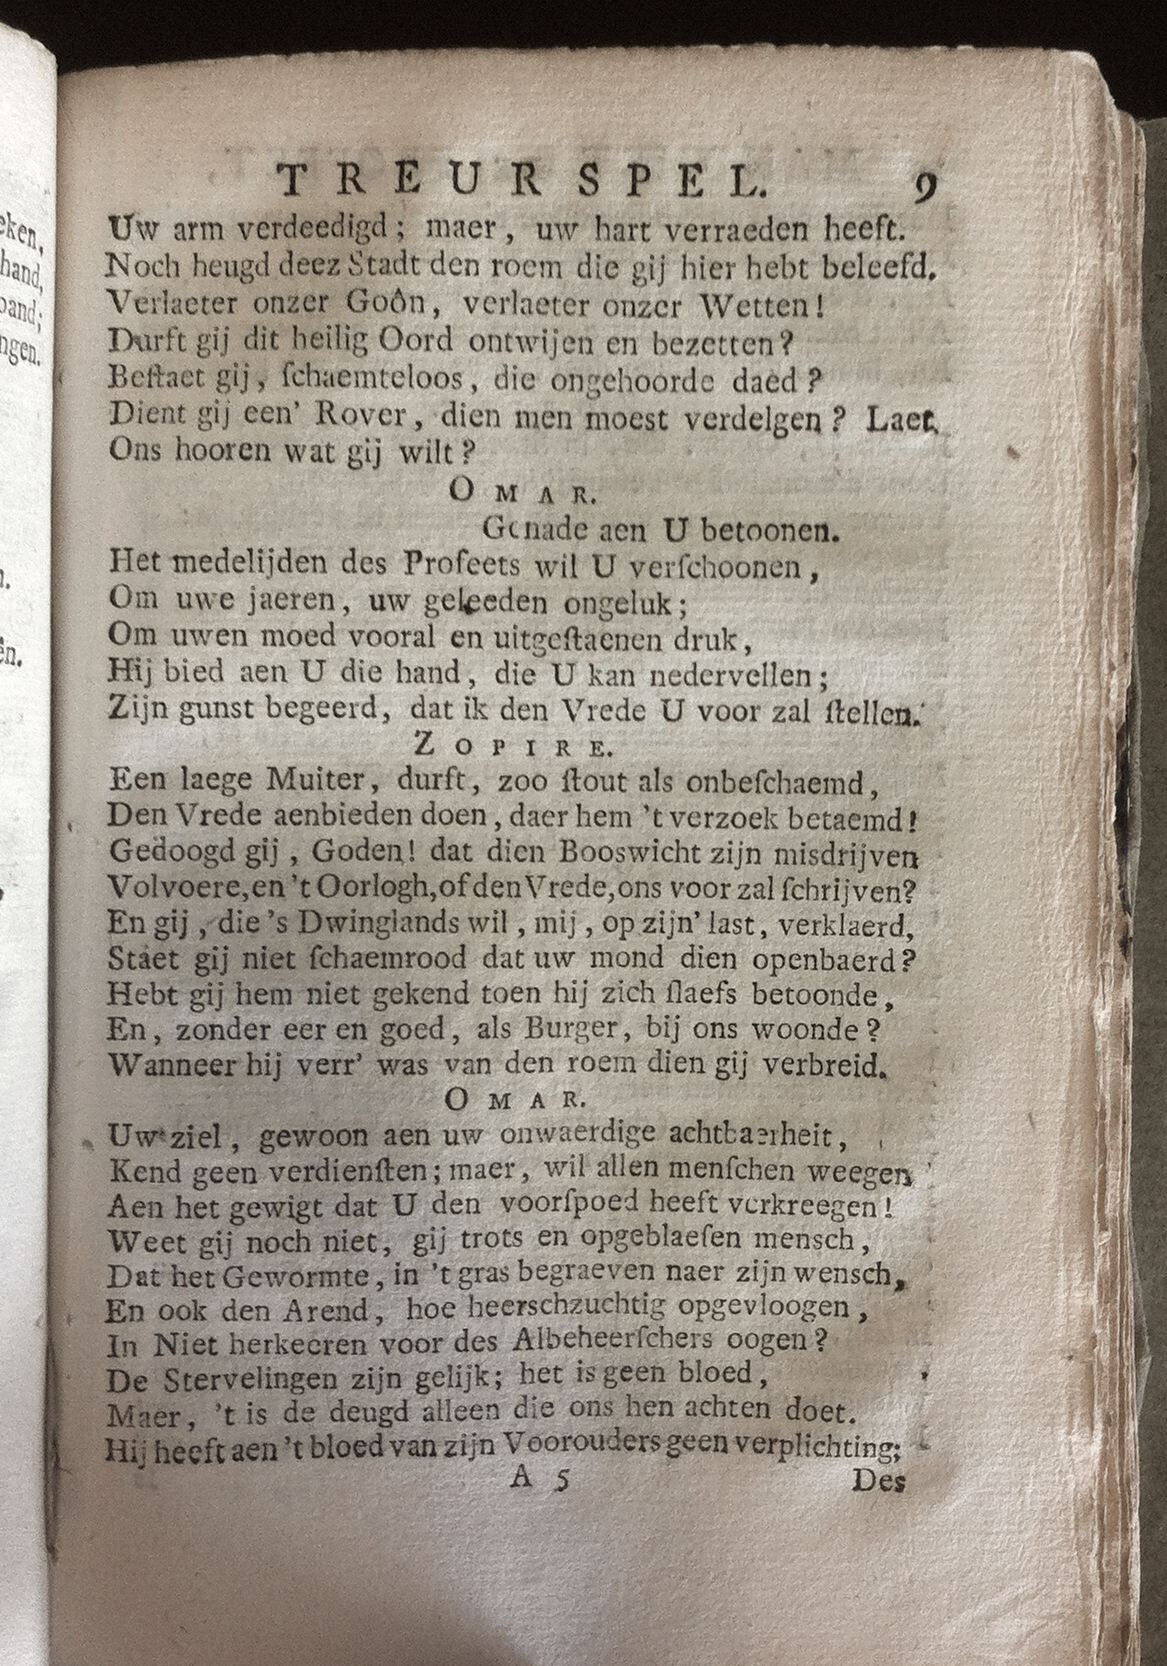 eken,
hand,
band;
ngen.
n.
ên.
TREURSPEL. 9
Uw arm verdeedigd; maer, uw hart verraeden heeft.
Noch heugd deez Stadt den roem die gij hier hebt beleefd.
Verlaeter onzer Goôn, verlaeter onzer Wetten!
Durft gij dit heilig Oord ontwijen en bezetten?
Beſtaet gij, ſchaemteloos, die ongehoorde daed?
Dient gij een' Rover, dien men moest verdelgen? Laet
Ons hooren wat gij wilt?
OMAR.
Genade aen U betoonen.
Het medelijden des Profeets wil U verſchoonen,
Om uwe jaeren, uw geleeden ongeluk;
Om uwen moed vooral en uitgeſtaenen druk,
Hij bied aen U die hand, die U kan nedervellen;
Zijn gunst begeerd, dat ik den Vrede U voor zal ſtellen.
ZOPIRE.
Een laege Muiter, durft, zoo ſtout als onbeſchaemd,
Den Vrede aenbieden doen, daer hem 't verzoek betaemd!
Gedoogd gij, Goden! dat dien Booswicht zijn misdrijven
Volvoere, en 't Oorlogh, of den Vrede, ons voor zal ſchrijven?
En gij, die 's Dwinglands wil, mij, op zijn' last, verklaerd,
Staet gij niet ſchaemrood dat uw mond dien openbaerd?
Hebt gij hem niet gekend toen hij zich ſlaefs betoonde,
En, zonder eer en goed, als Burger, bij ons woonde?
Wanneer hij verr' was van den roem dien gij verbreid.
OMAR.
Uw ziel, gewoon aen uw onwaerdige achtbaerheit,
Kend geen verdienſten; maer, wil allen menſchen weegen
Aen het gewigt dat U den voorſpoed heeft verkreegen!
Weet gij noch niet, gij trots en opgeblaeſen mensch,
Dat het Gewormte, in 't gras begraeven naer zijn wensch,
En ook den Arend, hoe heerschzuchtig opgevloogen,
In Niet herkeeren voor des Albeheerſchers oogen?
De Stervelingen zijn gelijk; het is geen bloed,
Maer, 't is de deugd alleen die ons hen achten doet.
Hij heeft aen 't bloed van zijn Voorouders geen verplichting;
A 5 Des